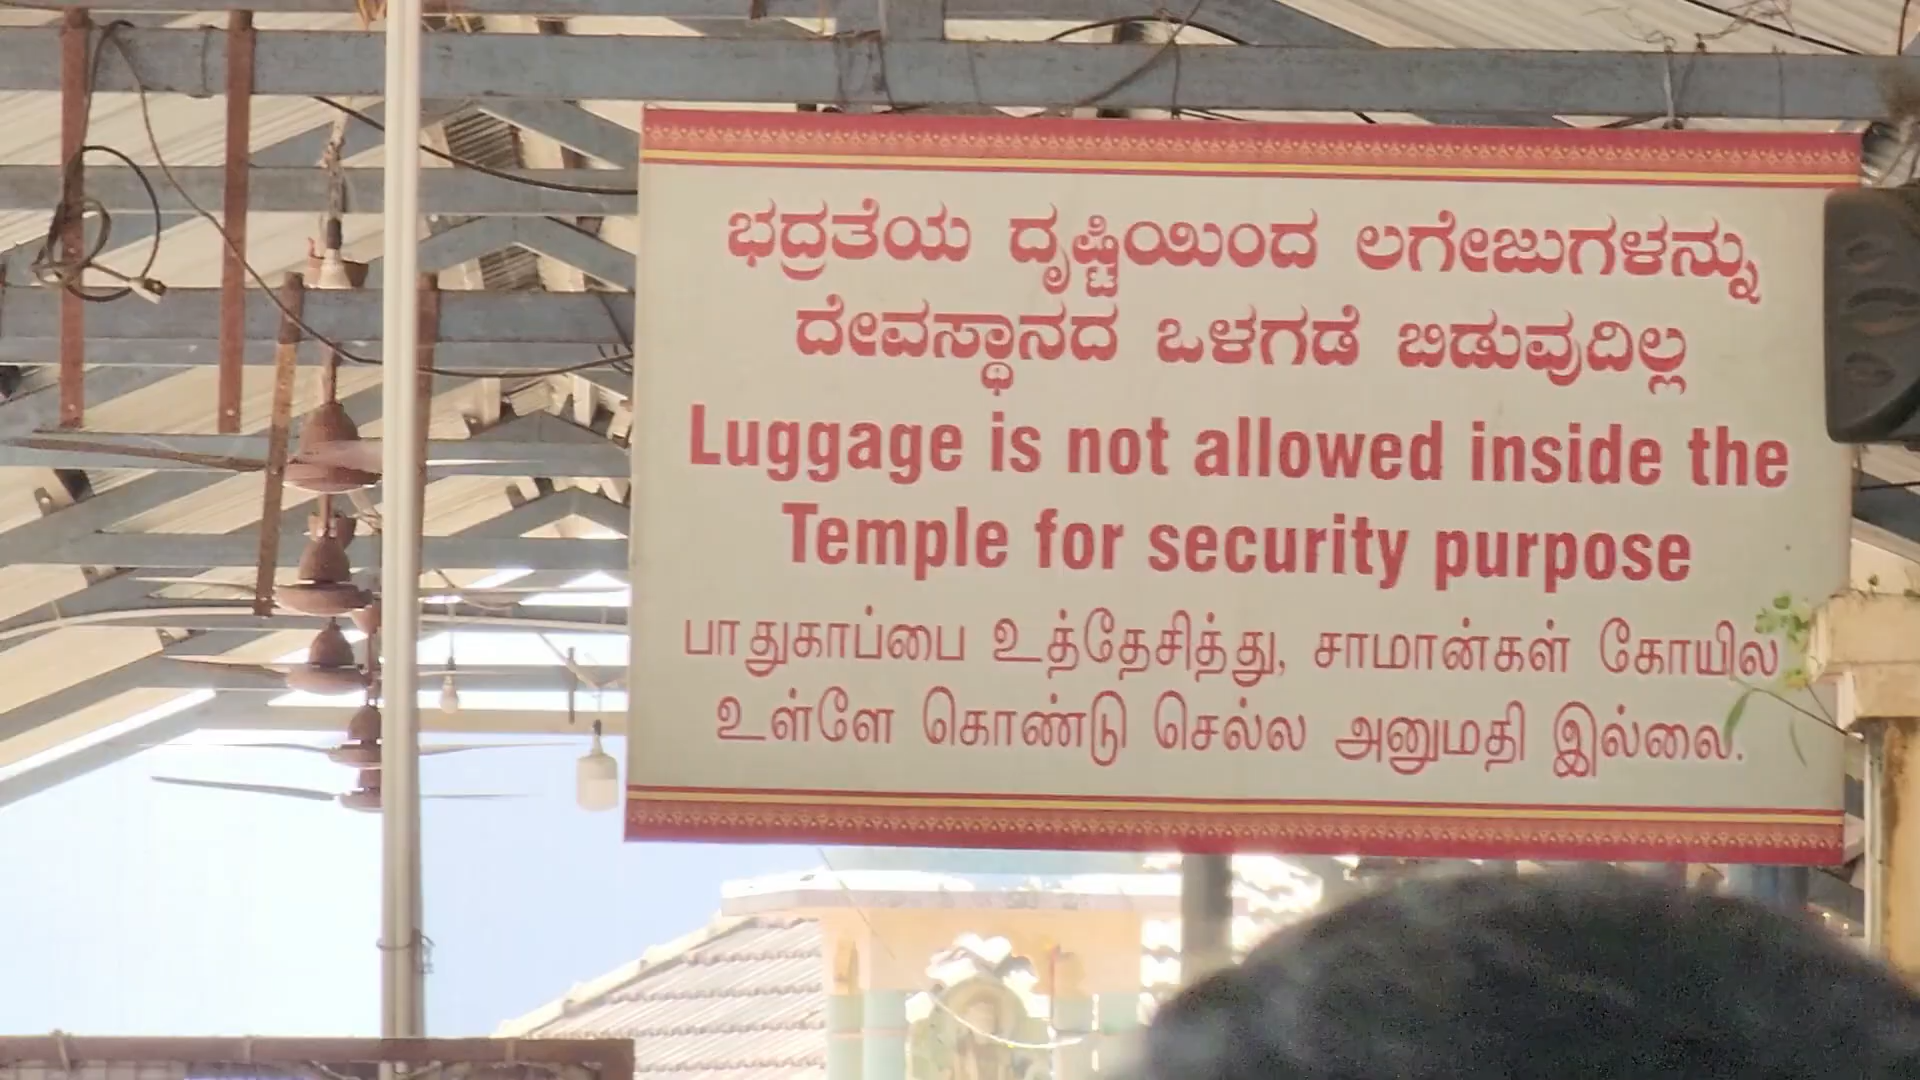 ಭದ್ರತೆಯ ದೃಷ್ಟಿಯಿಂದ ಲಗೇಜುಗಳನ್ನು
ದೇವಸ್ಥಾನದ ಒಳಗಡೆ ಬಿಡುವುದಿಲ್ಲ
Luggage is not allowed inside the
Temple for security purpose
பாதுகாப்பை உத்தேசித்து, சாமான்கள் கோயில
உள்ளே கொண்டு செல்ல அனுமதி இல்லை.